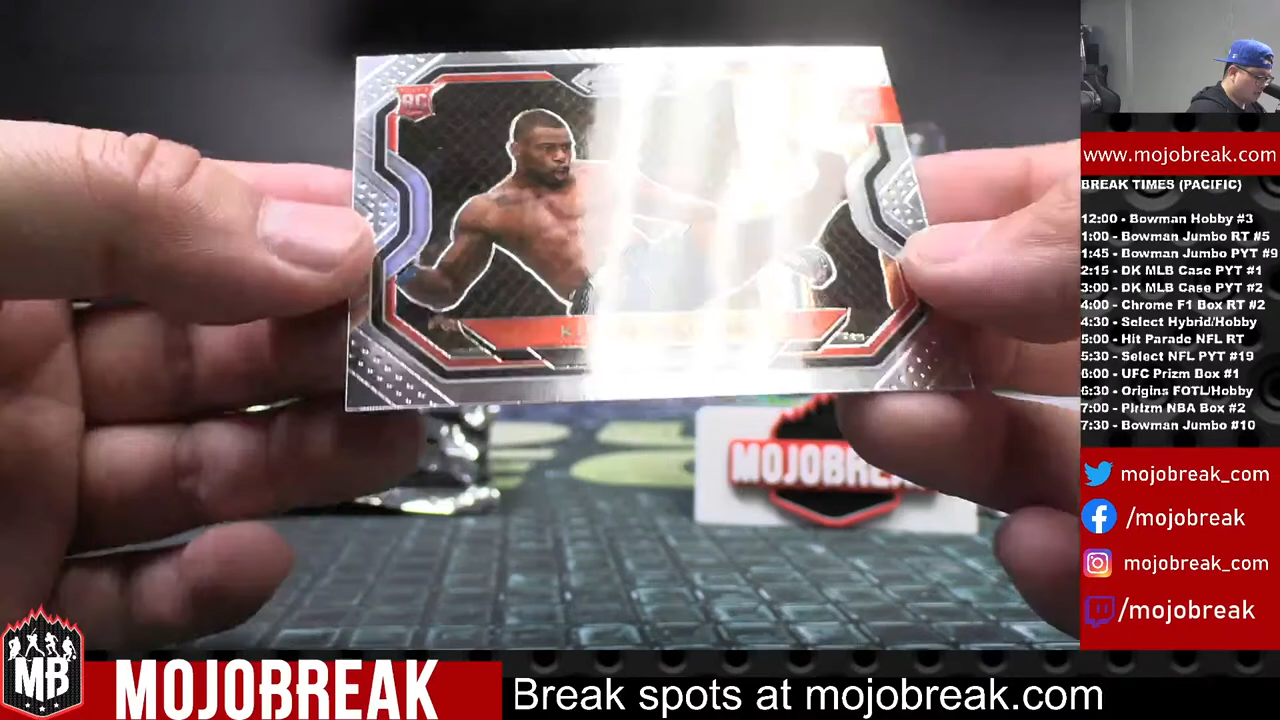 RC
MOJOBREA
www.mojobreak.com
BREAK TIMES (PACIFIC)
12:00 - Bowman Hobby #3
1:00 - Bowman Jumbo RT #5
1:45 - Bowman Jumbo PYT #9
2:15 - DK MLB Case PYT #1
3:00 - DK MLB Case PYT #2
4:00 - Chrome F1 Box RT #2
4:30 - Select Hybrid/Hobby
5:00 - Hit Parade NFL RT
5:30 - Select NFL PYT #19
6:00 - UFC Prizm Box #1
6:30 - Origins FOTL/Hobby
7:00 - Plrizm NBA Box #2
7:30 - Bowman Jumbo #10
mojobreak_com
/mojobreak
mojobreak_com
/mojobreak
MB
MOJOBREAK
Break spots at mojobreak.com